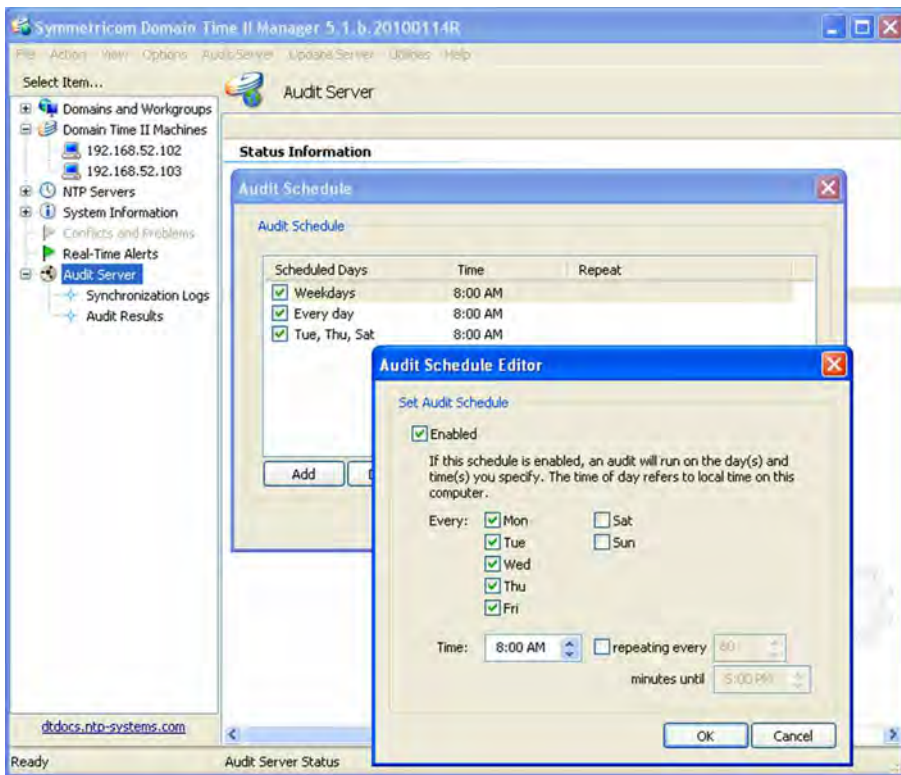 Symmetricom Domain Time II Manager 5.1.b.20100114R
File Action View Options Audit Server Update Server Utilities Help
Select Item...
Domains and Workgroups
Domain Time II Machines
192.168.52.102
192.168.52.103
NTP Servers
System Information
Conflicts and Problems
Real-Time Alerts
Audit Server
Synchronization Logs
Audit Results
dtdocs.ntp-systems.com
Audit Server
Status Information
Audit Schedule
Audit Schedule
Scheduled Days Time Repeat
Weekdays 8:00 AM
Every day 8:00 AM
Tue, Thu, Sat 8:00 AM
Add
Audit Schedule Editor
Set Audit Schedule
Enabled
If this schedule is enabled, an audit will run on the day(s) and
time(s) you specify. The time of day refers to local time on this
computer.
Every: Mon Sat
Tue Sun
Wed
Thu
Fri
Time: 8:00 AM repeating every 60
minutes until 5:00 PM
OK Cancel
Ready Audit Server Status